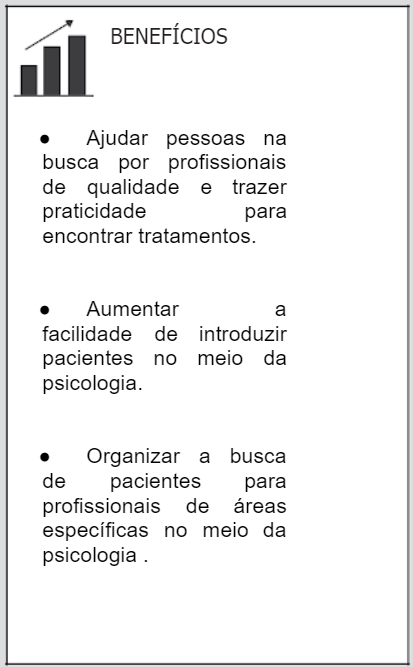 BENEFÍCIOS
● Ajudar pessoas na
busca por profissionais
de qualidade e trazer
praticidade para
encontrar tratamentos.
● Aumentar a
facilidade de introduzir
pacientes no meio da
psicologia.
● Organizar a busca
de pacientes para
profissionais de áreas
específicas no meio da
psicologia .